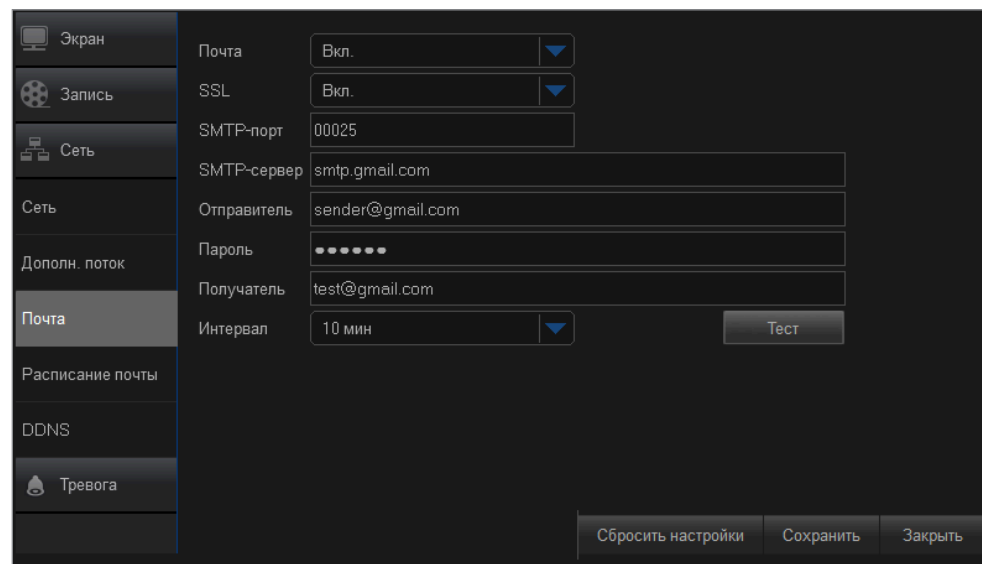 Экран
Запись
Сеть
Сеть
Дополн. поток
Почта
Расписание почты
DDNS
Тревога
Почта Вкл.
SSL Вкл.
SMTP-порт 00025
SMTP-сервер smtp.gmail.com
Отправитель sender@gmail.com
Пароль ●●●●●●
Получатель test@gmail.com
Интервал 10 мин Тест
Сбросить настройки Сохранить Закрыть